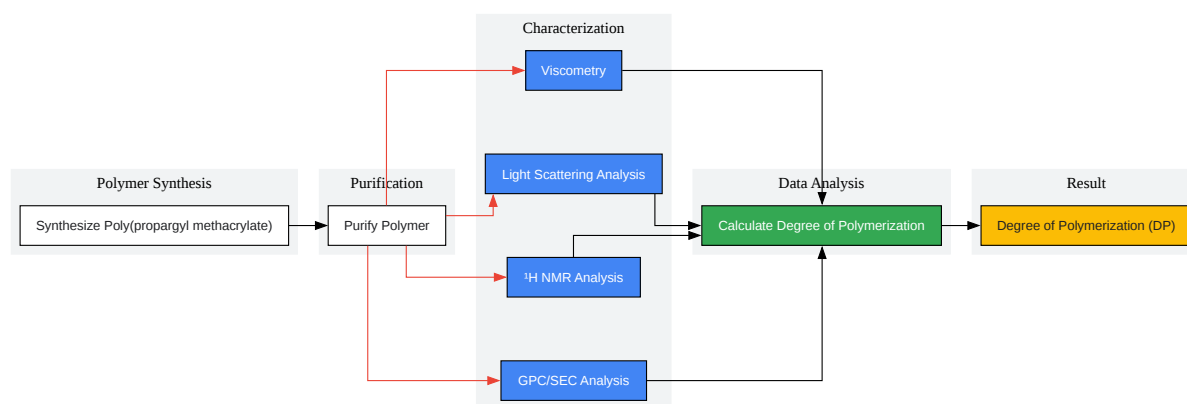 Characterization
Viscometry
Light Scattering Analysis
Polymer Synthesis
Purification
Data Analysis
Result
Synthesize Poly(propargyl methacrylate)
Purify Polymer
Calculate Degree of Polymerization
Degree of Polymerization (DP)
¹H NMR Analysis
GPC/SEC Analysis